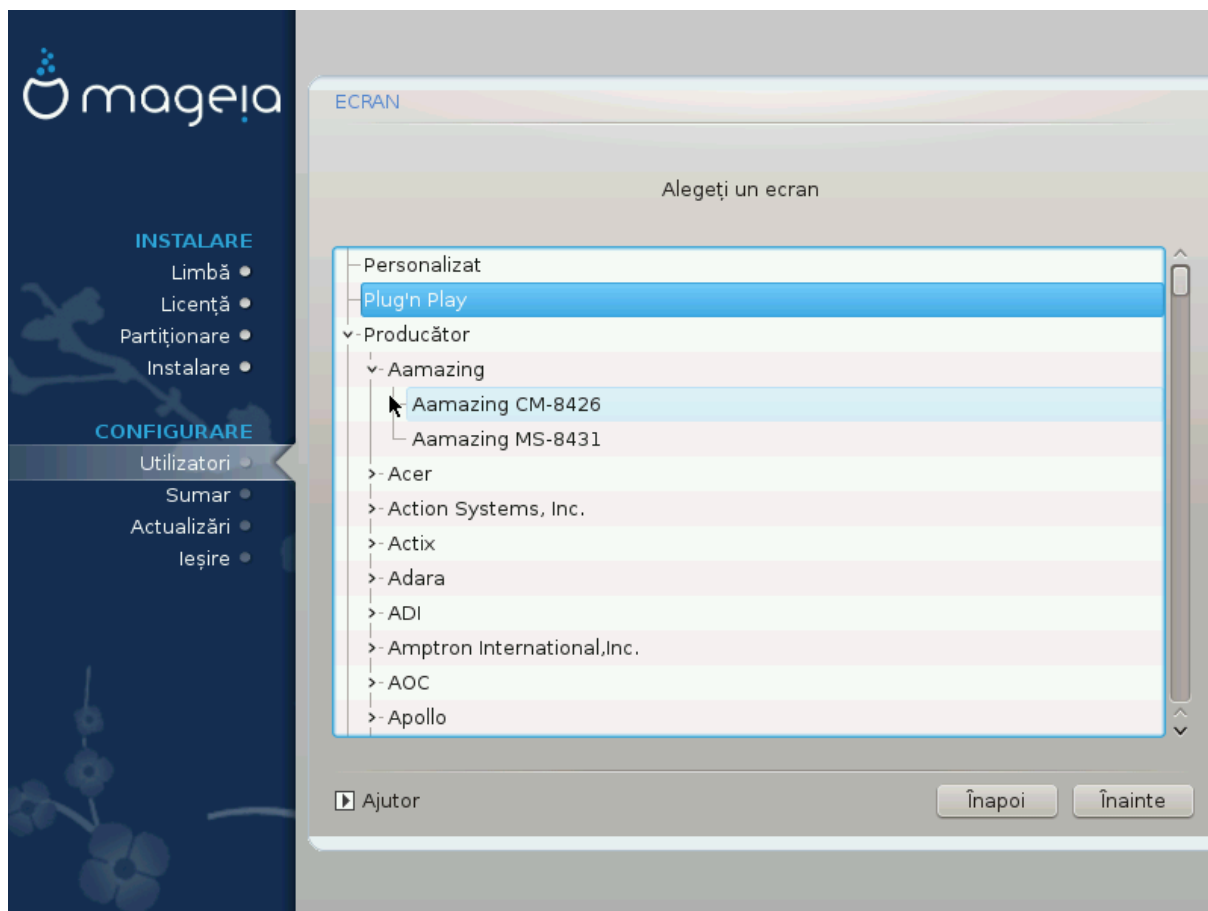 mageia
INSTALARE
Limbă
Licență
Partiționare
Instalare
CONFIGURARE
Utilizatori
Sumar
Actualizări
Ieșire
ECRAN
Alegeți un ecran
Personalizat
Plug'n Play
Producător
Aamazing
Aamazing CM-8426
Aamazing MS-8431
Acer
Action Systems, Inc.
Actix
Adara
ADI
Amptron International,Inc.
AOC
Apollo
Ajutor
Înapoi
Înainte